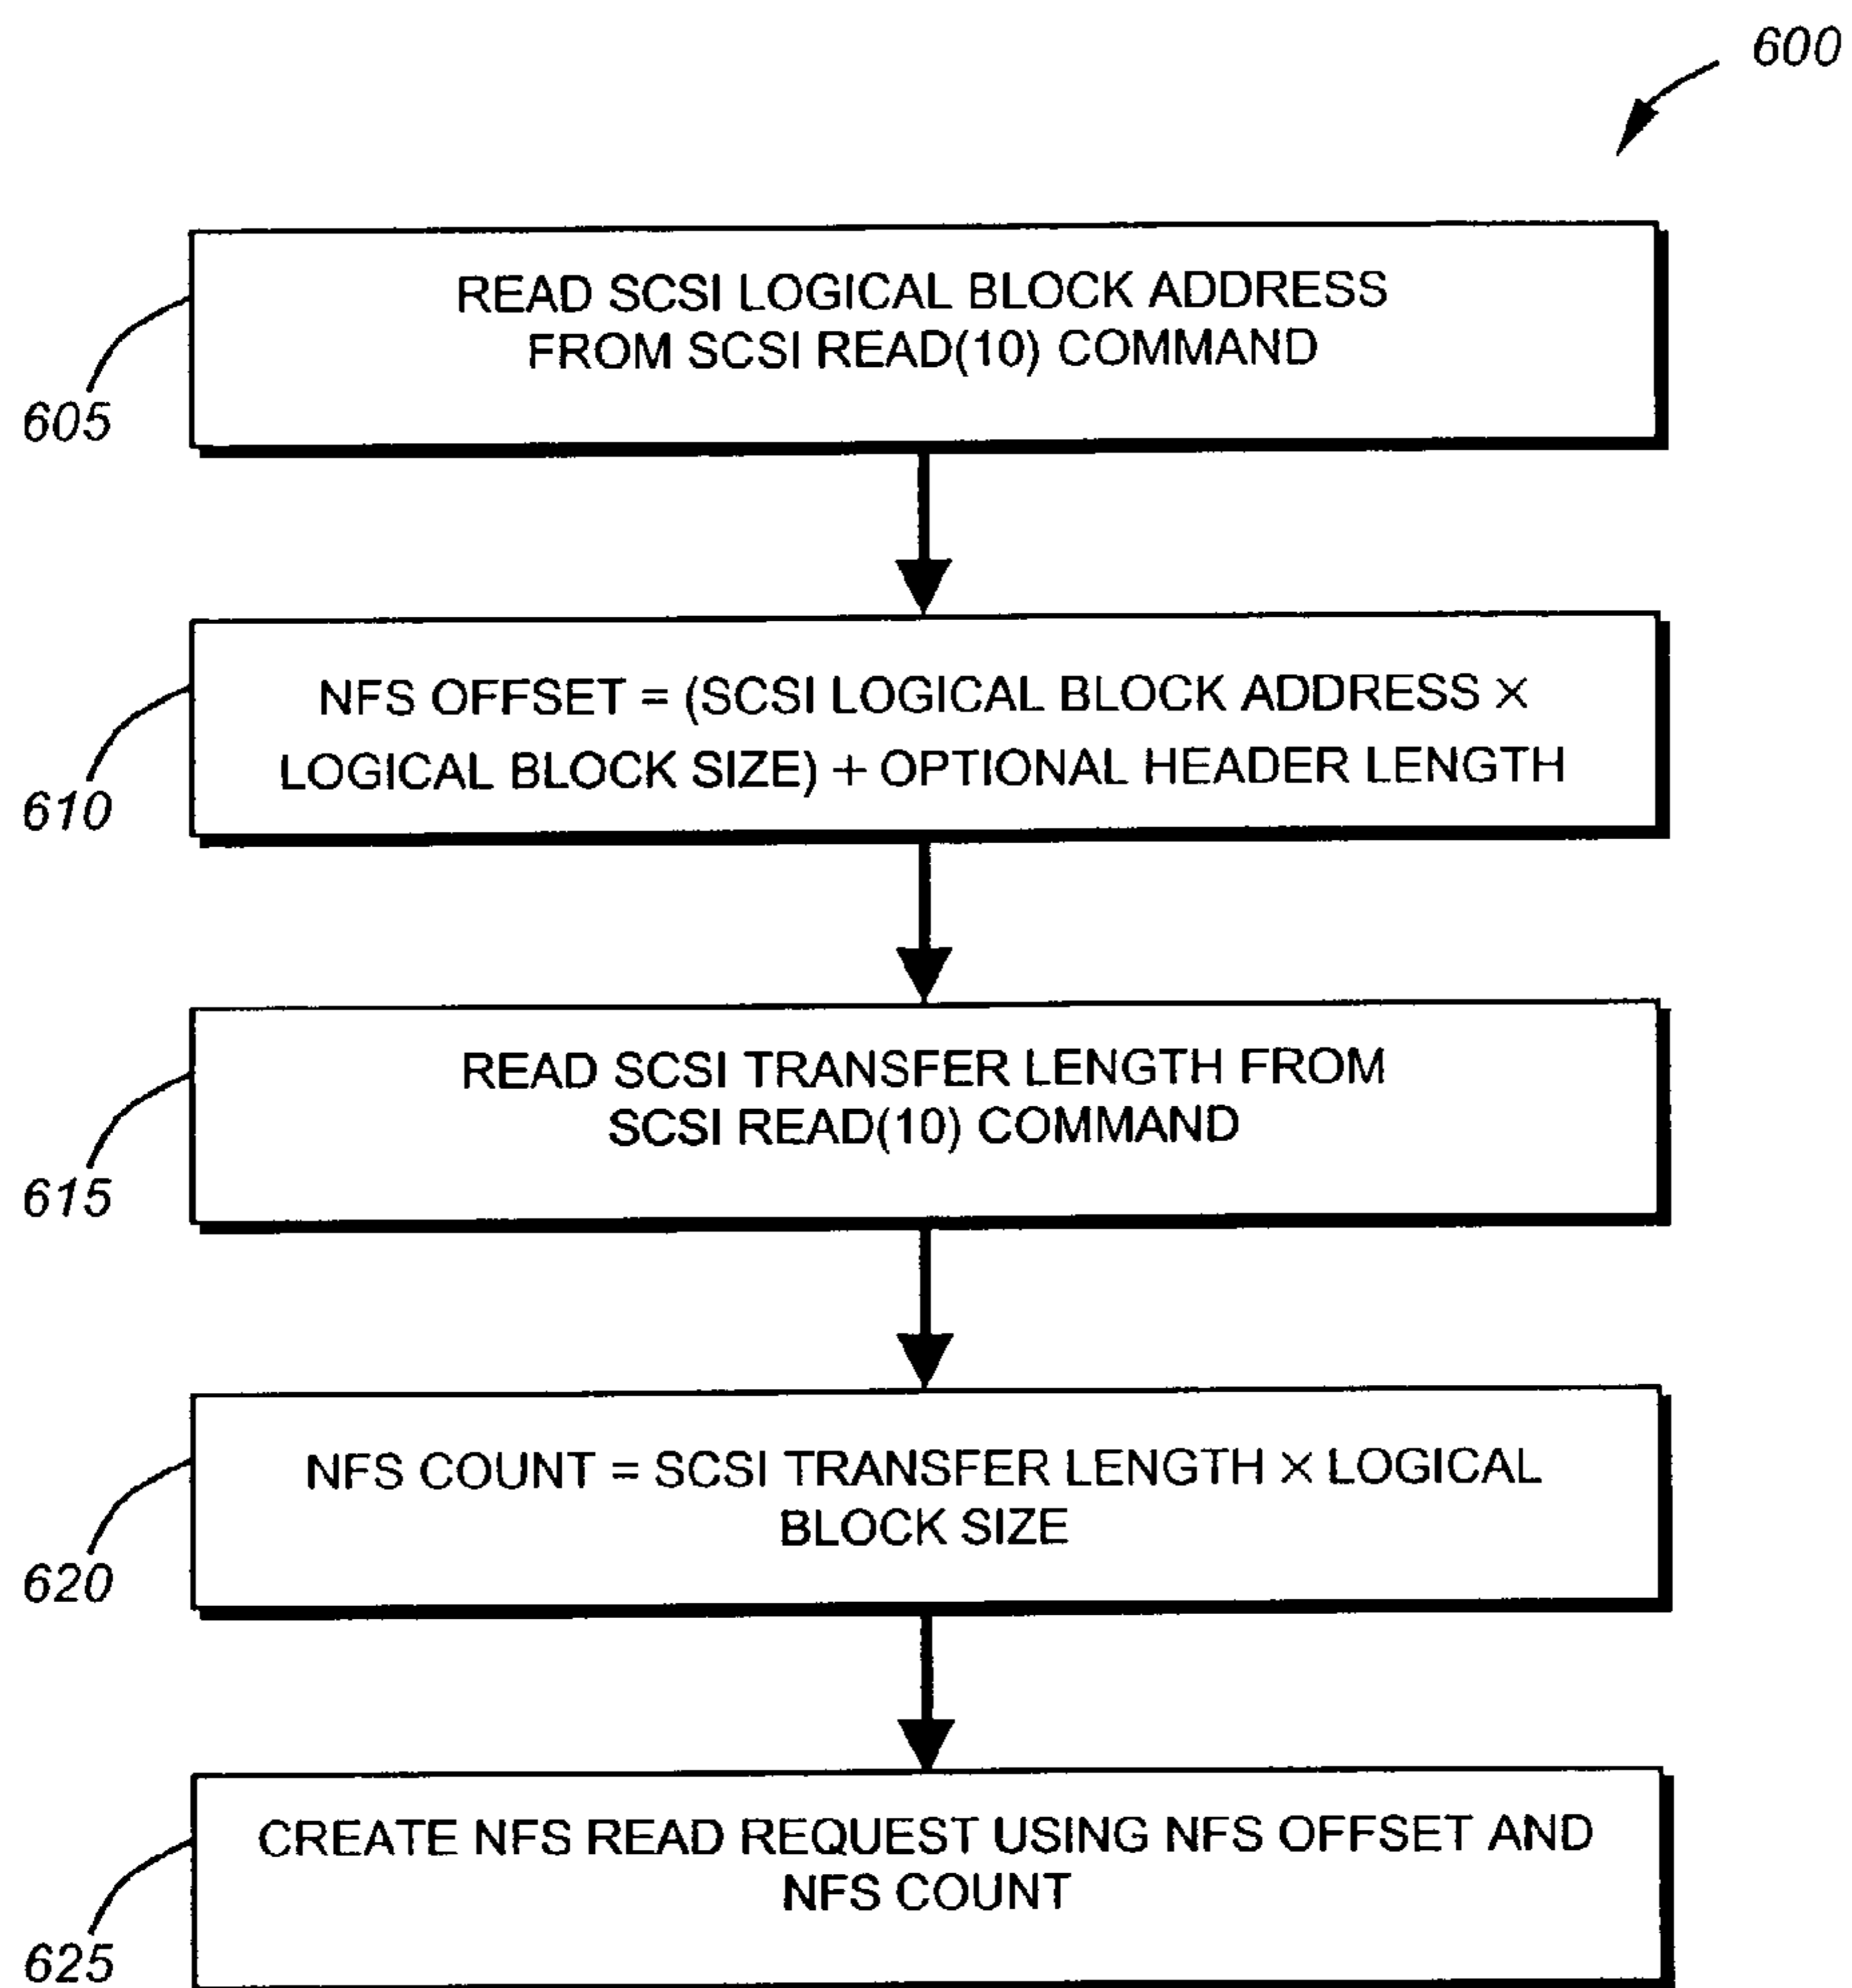 600
READ SCSI LOGICAL BLOCK ADDRESS
FROM SCSI READ(10) COMMAND
605
NFS OFFSET = (SCSI LOGICAL BLOCK ADDRESS ×
LOGICAL BLOCK SIZE) + OPTIONAL HEADER LENGTH
610
READ SCSI TRANSFER LENGTH FROM
SCSI READ(10) COMMAND
615
NFS COUNT = SCSI TRANSFER LENGTH × LOGICAL
BLOCK SIZE
620
CREATE NFS READ REQUEST USING NFS OFFSET AND
NFS COUNT
625